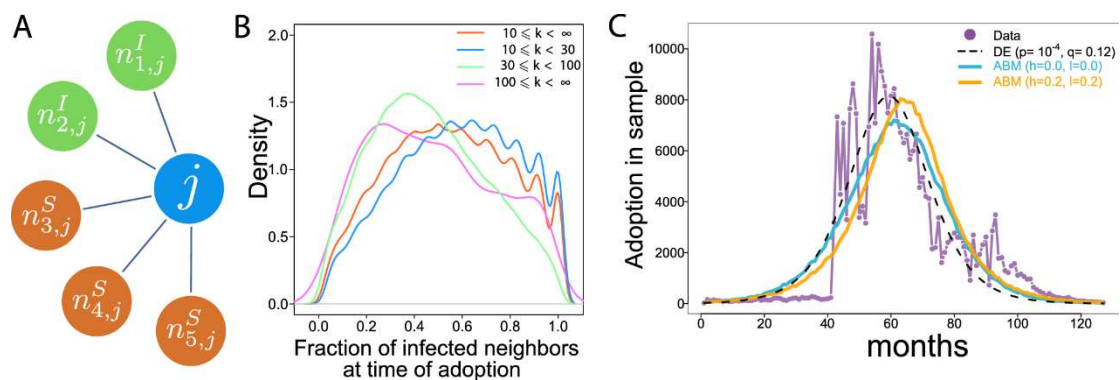 A
n^I_{1,j}
n^I_{2,j}
j
n^S_{3,j}
n^S_{4,j}
n^S_{5,j}
B
2.0
1.5
1.0
0.5
0.0
Density
10 ⩽ k < ∞
10 ⩽ k < 30
30 ⩽ k < 100
100 ⩽ k < ∞
0.0 0.2 0.4 0.6 0.8 1.0
Fraction of infected neighbors
at time of adoption
C
10000
8000
6000
4000
2000
0
Adoption in sample
Data
DE (p= 10^-4, q= 0.12)
ABM (h=0.0, l=0.0)
ABM (h=0.2, l=0.2)
0 20 40 60 80 100 120
months